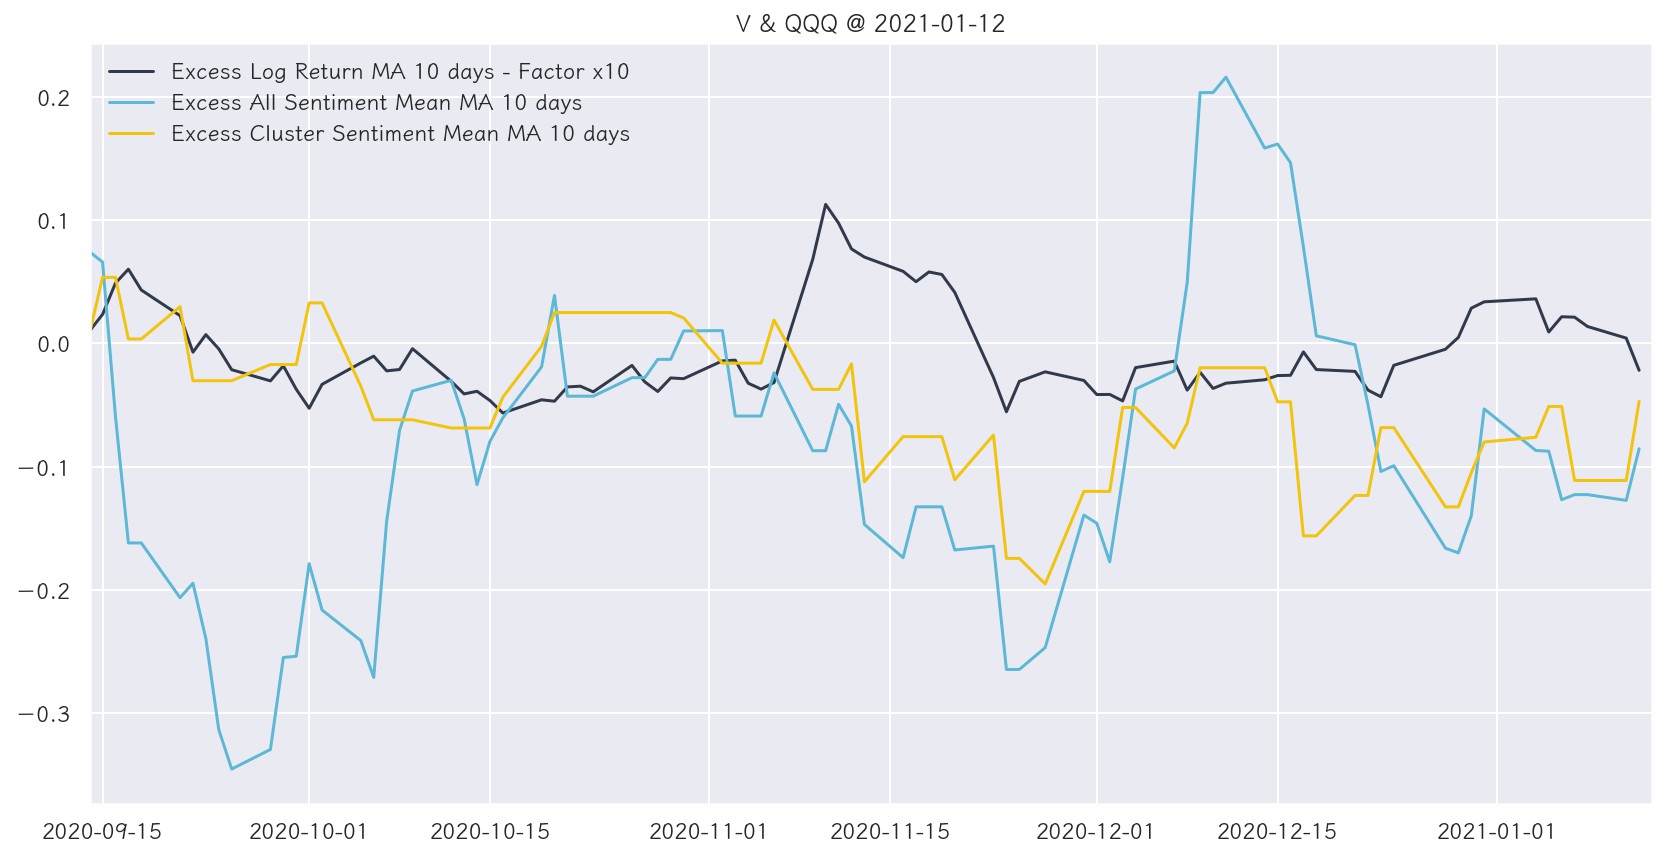 V & QQQ @ 2021-01-12
Excess Log Return MA 10 days - Factor x10
Excess All Sentiment Mean MA 10 days
Excess Cluster Sentiment Mean MA 10 days
0.2
0.1
0.0
−0.1
−0.2
−0.3
2020-09-15 2020-10-01 2020-10-15 2020-11-01 2020-11-15 2020-12-01 2020-12-15 2021-01-01